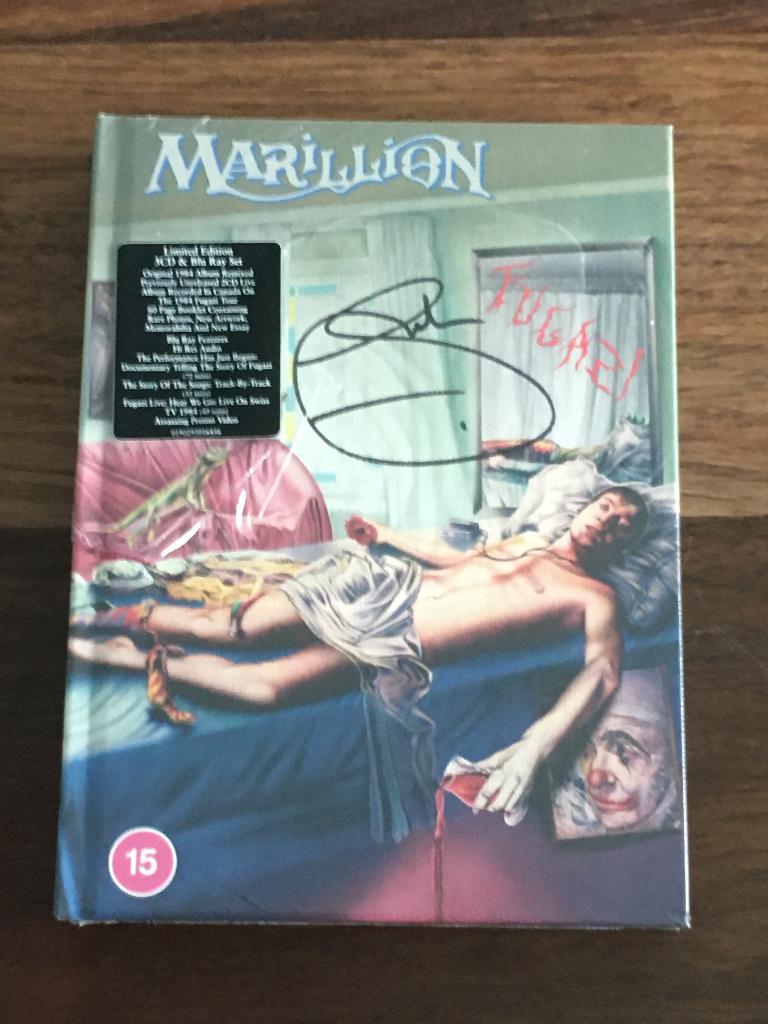 MARILLION
Limited Edition
3CD & Blu Ray Set
Original 1984 Album Remixed
Previously Unreleased 2CD Live
Album Recorded In Canada On
The 1984 Fugazi Tour
60 Page Booklet Containing
Rare Photos, New Artwork,
Memorabilia And New Essay
Blu Ray Features
Hi Res Audio
The Performance Has Just Begun:
Documentary Telling The Story Of Fugazi
The Story Of The Songs: Track-By-Track
Fugazi Live: Hear We Go: Live On Swiss
TV 1984
Assassing Promo Video
FUGAZI
15